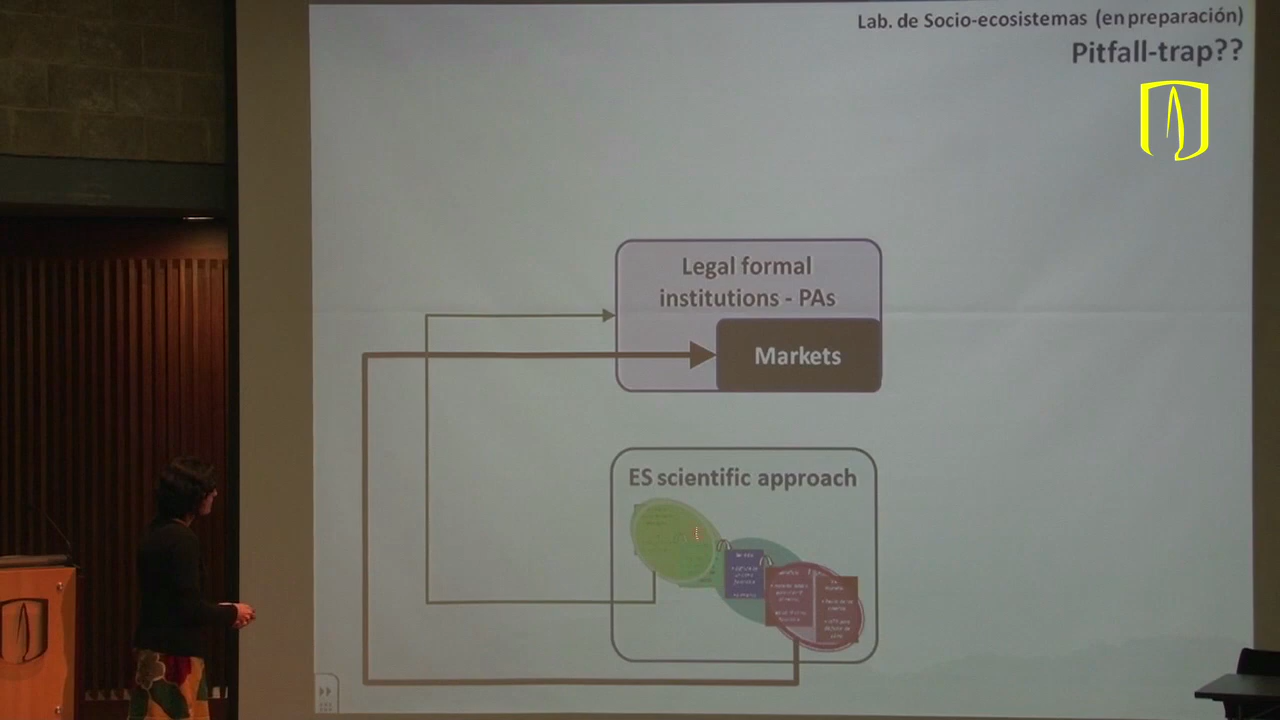 Lab. de Socio-ecosistemas (en preparación)
Pitfall-trap??
Legal formal
institutions - PAs
Markets
ES scientific approach